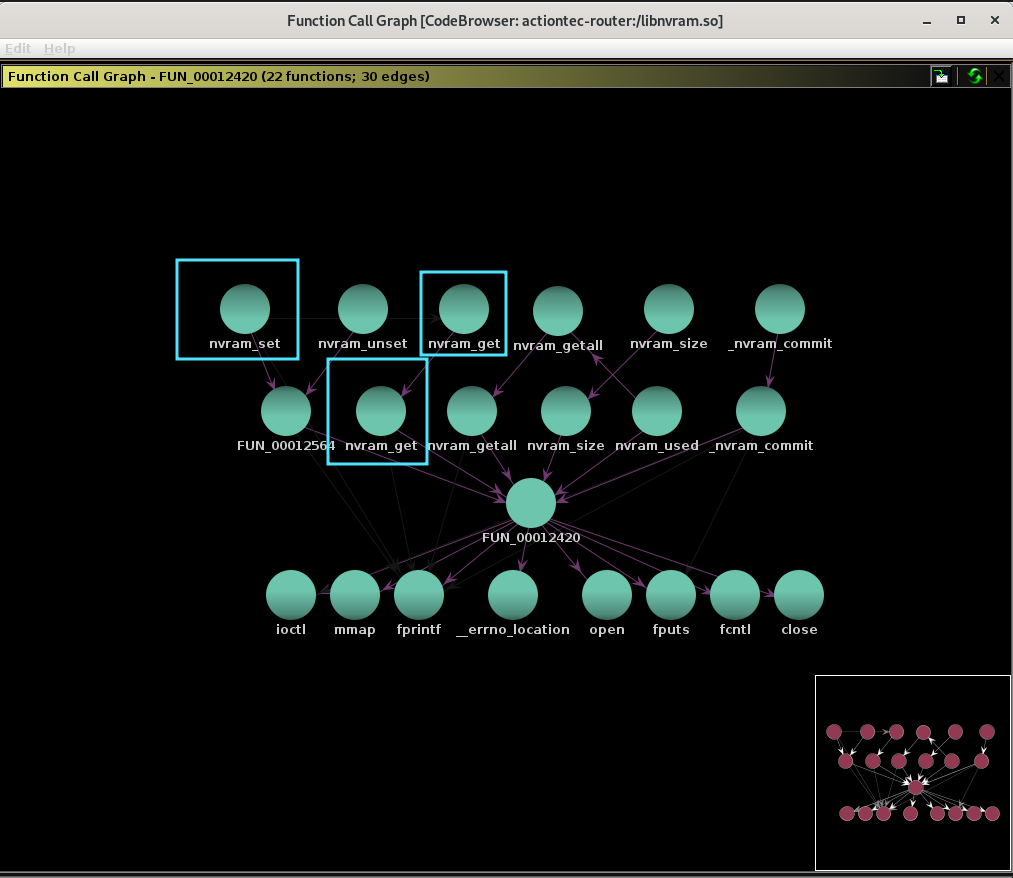 Function Call Graph [CodeBrowser: actiontec-router:/libnvram.so]
Edit Help
Function Call Graph - FUN_00012420 (22 functions; 30 edges)
nvram_set nvram_unset nvram_get nvram_getall nvram_size _nvram_commit
FUN_00012564 nvram_get nvram_getall nvram_size nvram_used _nvram_commit
FUN_00012420
ioctl mmap fprintf __errno_location open fputs fcntl close